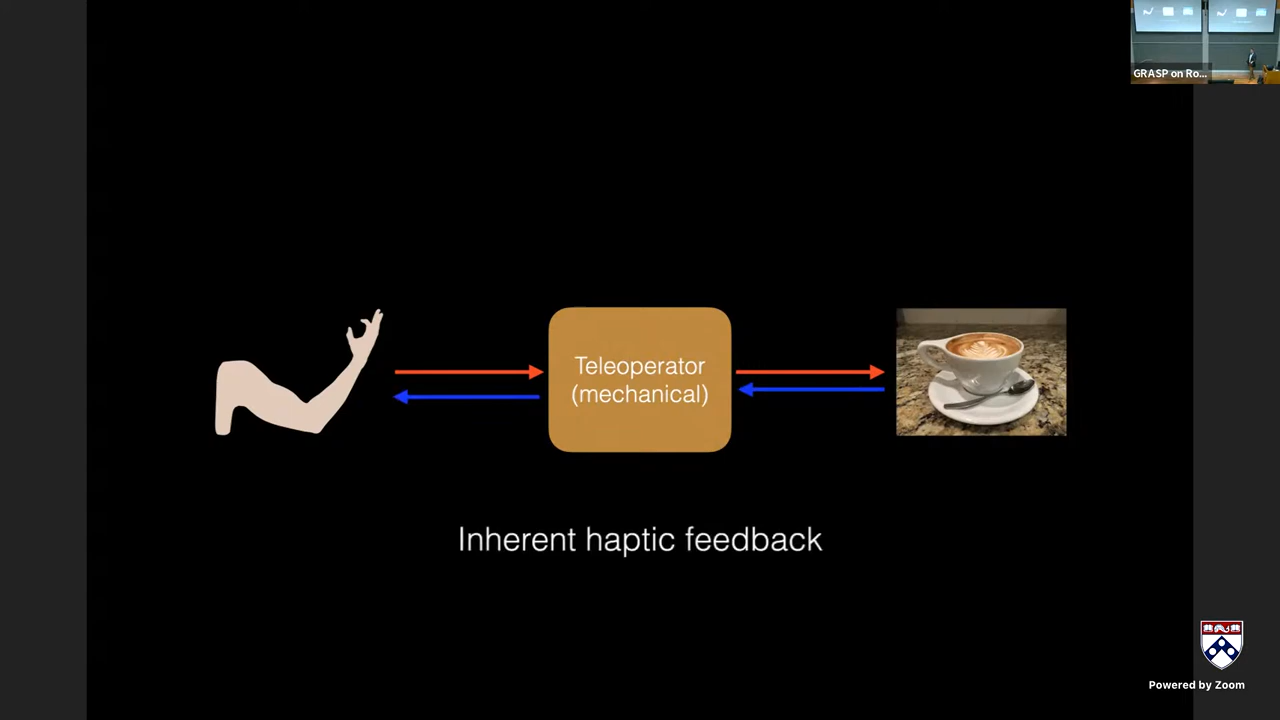 GRASP on Ro...
Teleoperator
(mechanical)
Inherent haptic feedback
Powered by Zoom